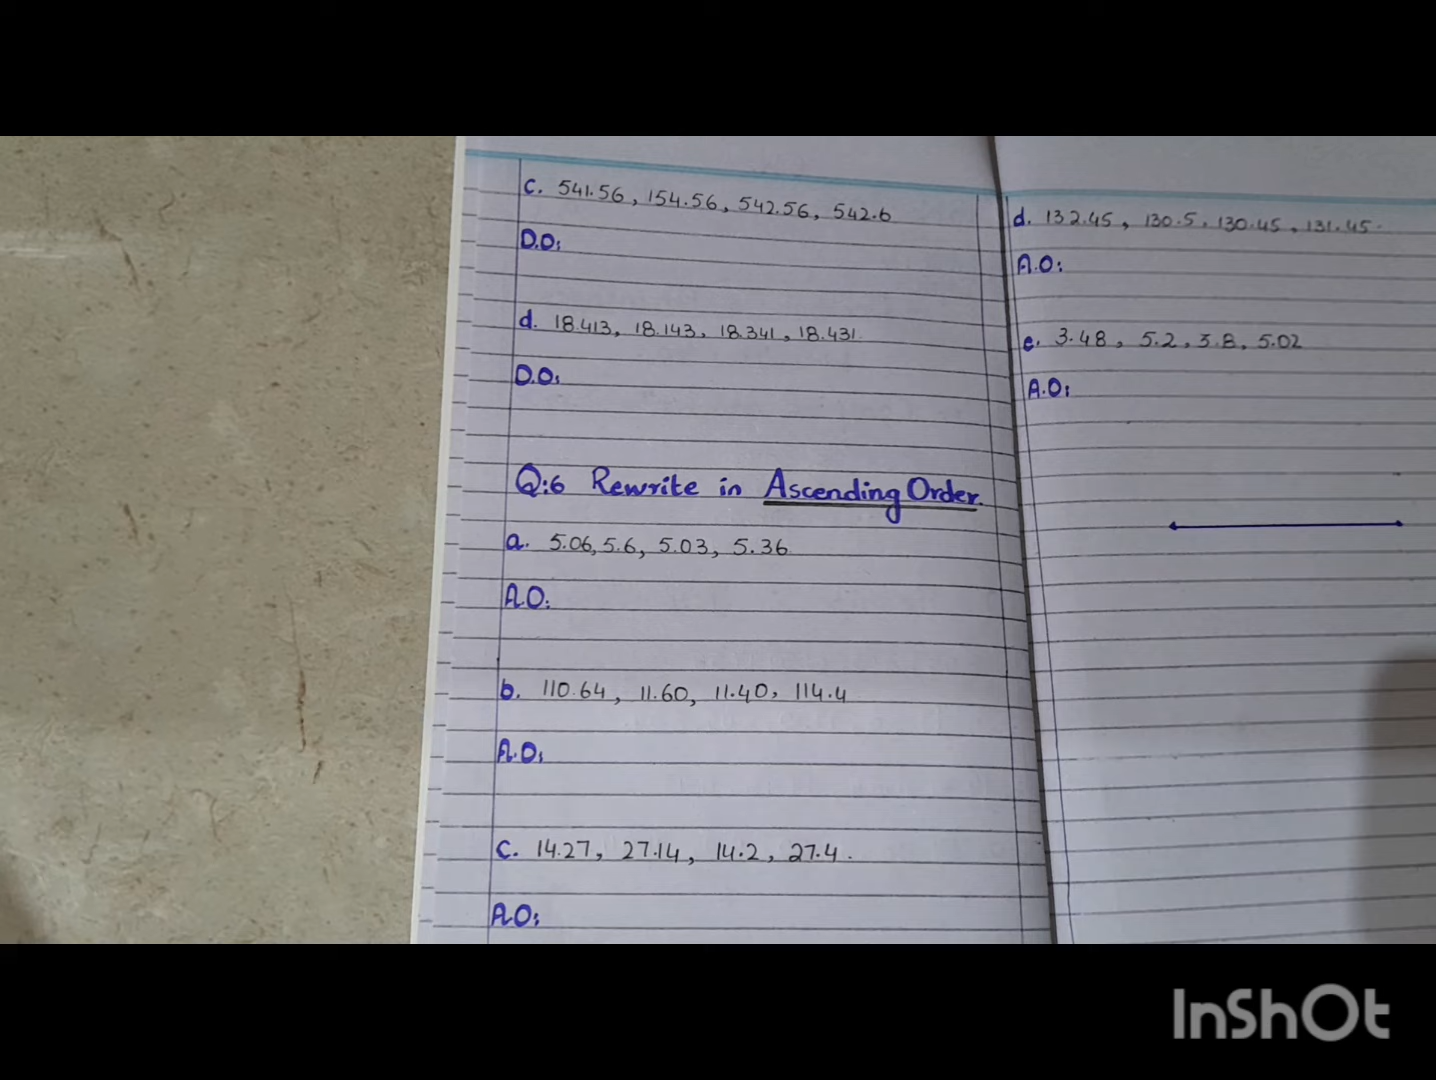 c. 541.56, 154.56, 542.56, 542.6
D.O:
d. 18.413, 18.143, 18.341, 18.431.
D.O:
Q:6 Rewrite in Ascending Order.
a. 5.06, 5.6, 5.03, 5.36
A.O:
b. 110.64, 11.60, 11.40, 114.4
A.O:
c. 14.27, 27.14, 14.2, 27.4.
A.O:
d. 132.45, 130.5, 130.45, 131.45.
A.O:
e. 3.48, 5.2, 3.8, 5.02
A.O:
InShOt